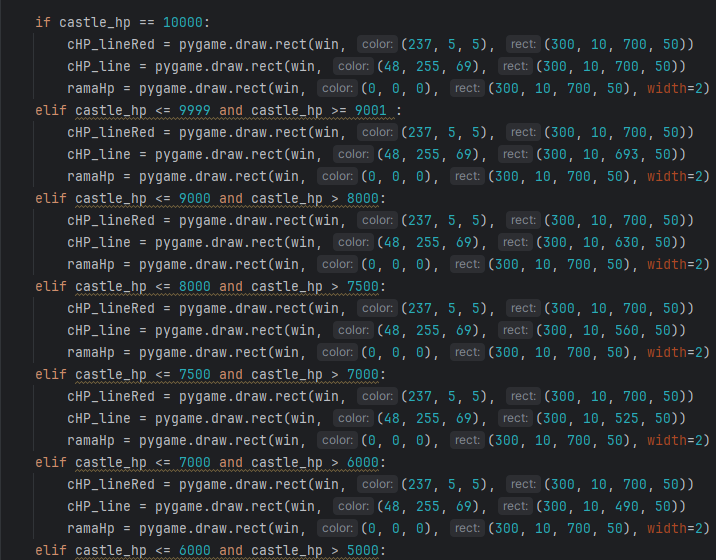 if castle_hp == 10000:
cHP_lineRed = pygame.draw.rect(win, color: (237, 5, 5), rect: (300, 10, 700, 50))
cHP_line = pygame.draw.rect(win, color: (48, 255, 69), rect: (300, 10, 700, 50))
ramaHp = pygame.draw.rect(win, color: (0, 0, 0), rect: (300, 10, 700, 50), width=2)
elif castle_hp <= 9999 and castle_hp >= 9001 :
cHP_lineRed = pygame.draw.rect(win, color: (237, 5, 5), rect: (300, 10, 700, 50))
cHP_line = pygame.draw.rect(win, color: (48, 255, 69), rect: (300, 10, 693, 50))
ramaHp = pygame.draw.rect(win, color: (0, 0, 0), rect: (300, 10, 700, 50), width=2)
elif castle_hp <= 9000 and castle_hp > 8000:
cHP_lineRed = pygame.draw.rect(win, color: (237, 5, 5), rect: (300, 10, 700, 50))
cHP_line = pygame.draw.rect(win, color: (48, 255, 69), rect: (300, 10, 630, 50))
ramaHp = pygame.draw.rect(win, color: (0, 0, 0), rect: (300, 10, 700, 50), width=2)
elif castle_hp <= 8000 and castle_hp > 7500:
cHP_lineRed = pygame.draw.rect(win, color: (237, 5, 5), rect: (300, 10, 700, 50))
cHP_line = pygame.draw.rect(win, color: (48, 255, 69), rect: (300, 10, 560, 50))
ramaHp = pygame.draw.rect(win, color: (0, 0, 0), rect: (300, 10, 700, 50), width=2)
elif castle_hp <= 7500 and castle_hp > 7000:
cHP_lineRed = pygame.draw.rect(win, color: (237, 5, 5), rect: (300, 10, 700, 50))
cHP_line = pygame.draw.rect(win, color: (48, 255, 69), rect: (300, 10, 525, 50))
ramaHp = pygame.draw.rect(win, color: (0, 0, 0), rect: (300, 10, 700, 50), width=2)
elif castle_hp <= 7000 and castle_hp > 6000:
cHP_lineRed = pygame.draw.rect(win, color: (237, 5, 5), rect: (300, 10, 700, 50))
cHP_line = pygame.draw.rect(win, color: (48, 255, 69), rect: (300, 10, 490, 50))
ramaHp = pygame.draw.rect(win, color: (0, 0, 0), rect: (300, 10, 700, 50), width=2)
elif castle_hp <= 6000 and castle_hp > 5000: